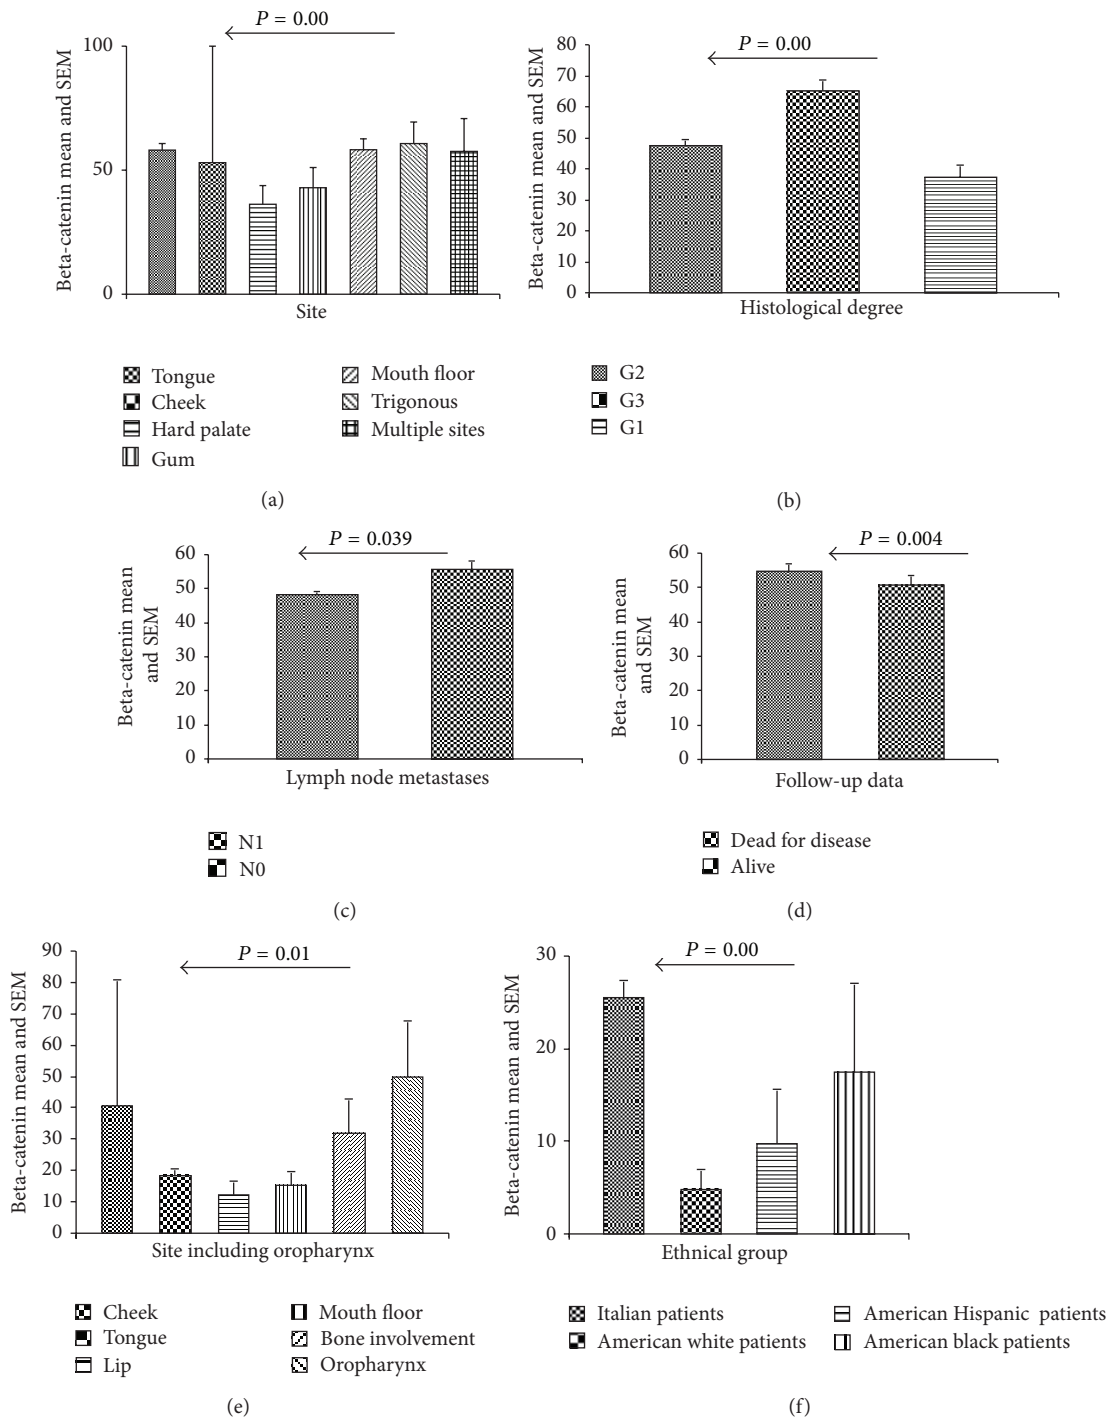 P = 0.00
Beta-catenin mean and SEM
100
50
0
Site
Tongue
Cheek
Hard palate
Gum
Mouth floor
Trigonous
Multiple sites
(a)
P = 0.00
Beta-catenin mean and SEM
80
70
60
50
40
30
20
10
0
Histological degree
G2
G3
G1
(b)
P = 0.039
Beta-catenin mean
and SEM
60
50
40
30
20
10
0
Lymph node metastases
N1
N0
(c)
P = 0.004
Beta-catenin mean
and SEM
60
50
40
30
20
10
0
Follow-up data
Dead for disease
Alive
(d)
P = 0.01
Beta-catenin mean and SEM
90
80
70
60
50
40
30
20
10
0
Site including oropharynx
Cheek
Tongue
Lip
Mouth floor
Bone involvement
Oropharynx
(e)
P = 0.00
Beta-catenin mean and SEM
30
20
10
0
Ethnical group
Italian patients
American white patients
American Hispanic patients
American black patients
(f)